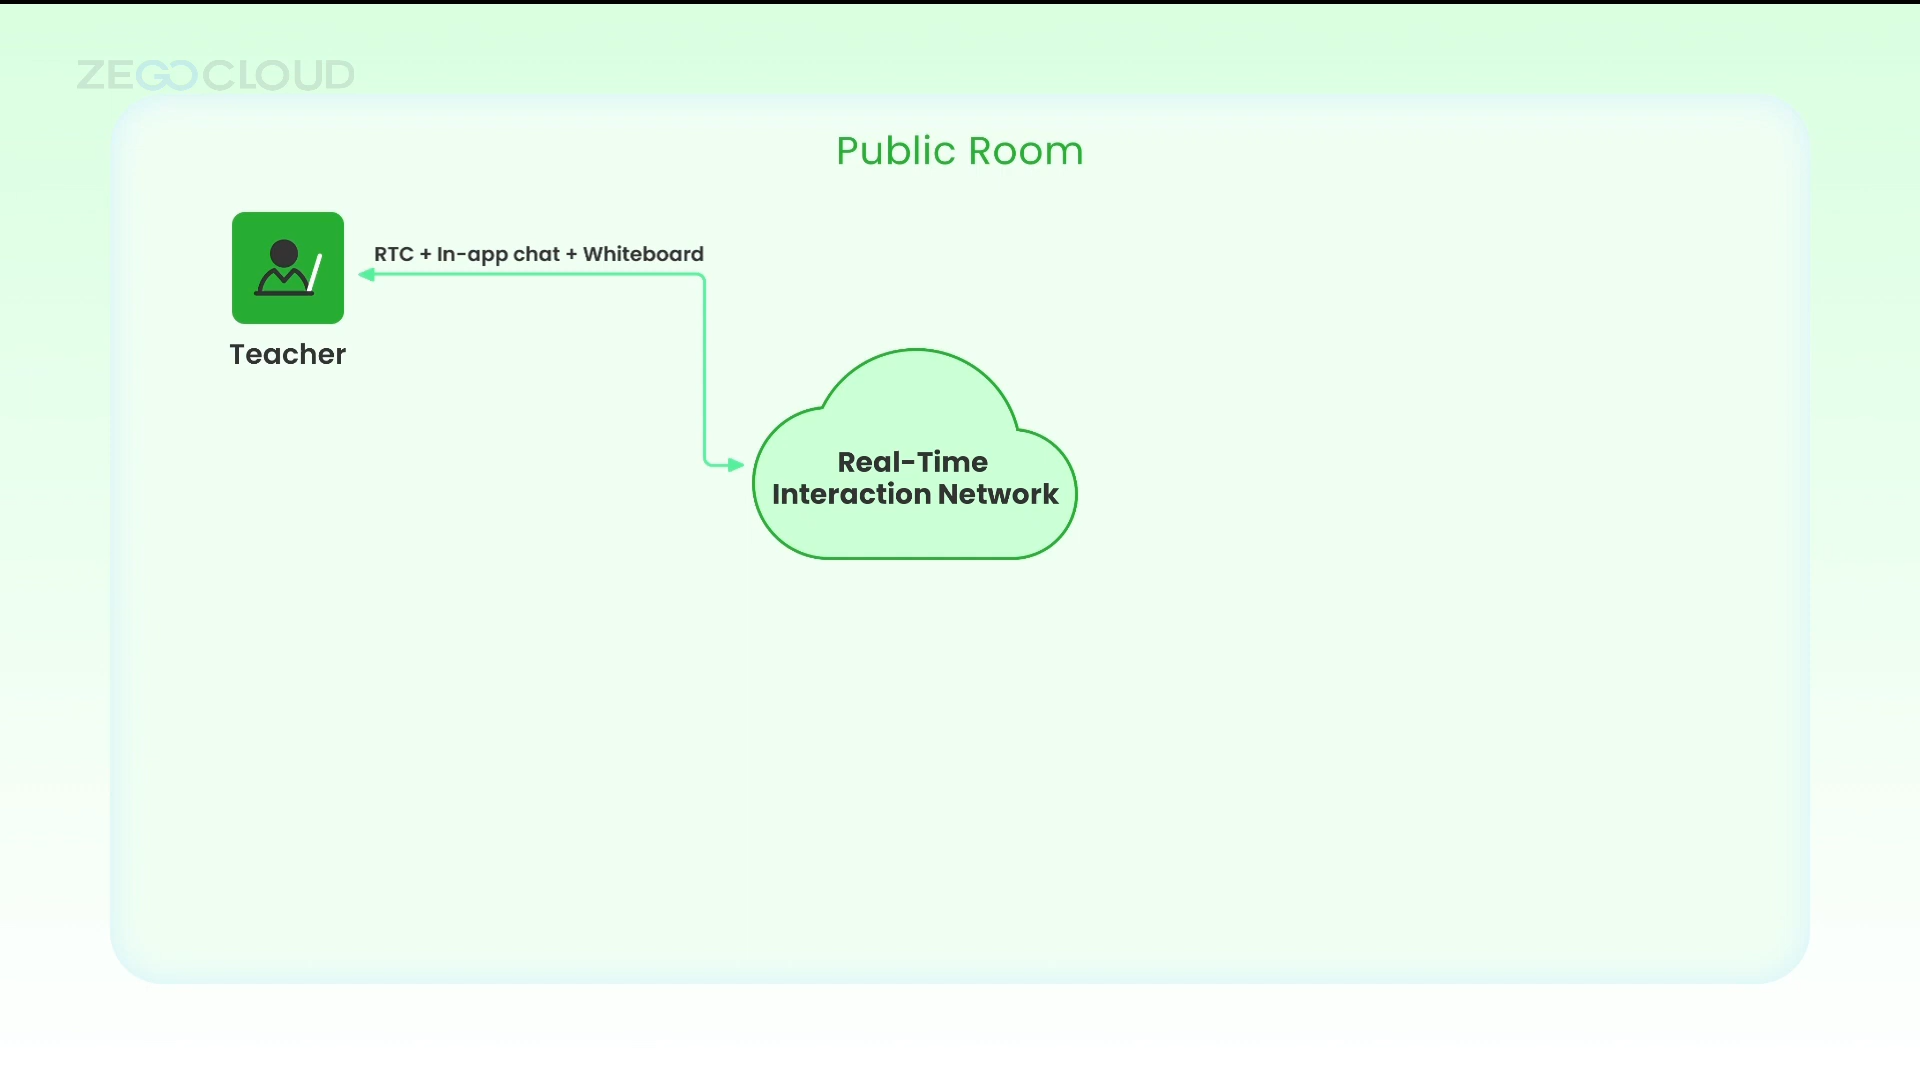 ZEGOCLOUD
Public Room
RTC + In-app chat + Whiteboard
Teacher
Real-Time
Interaction Network